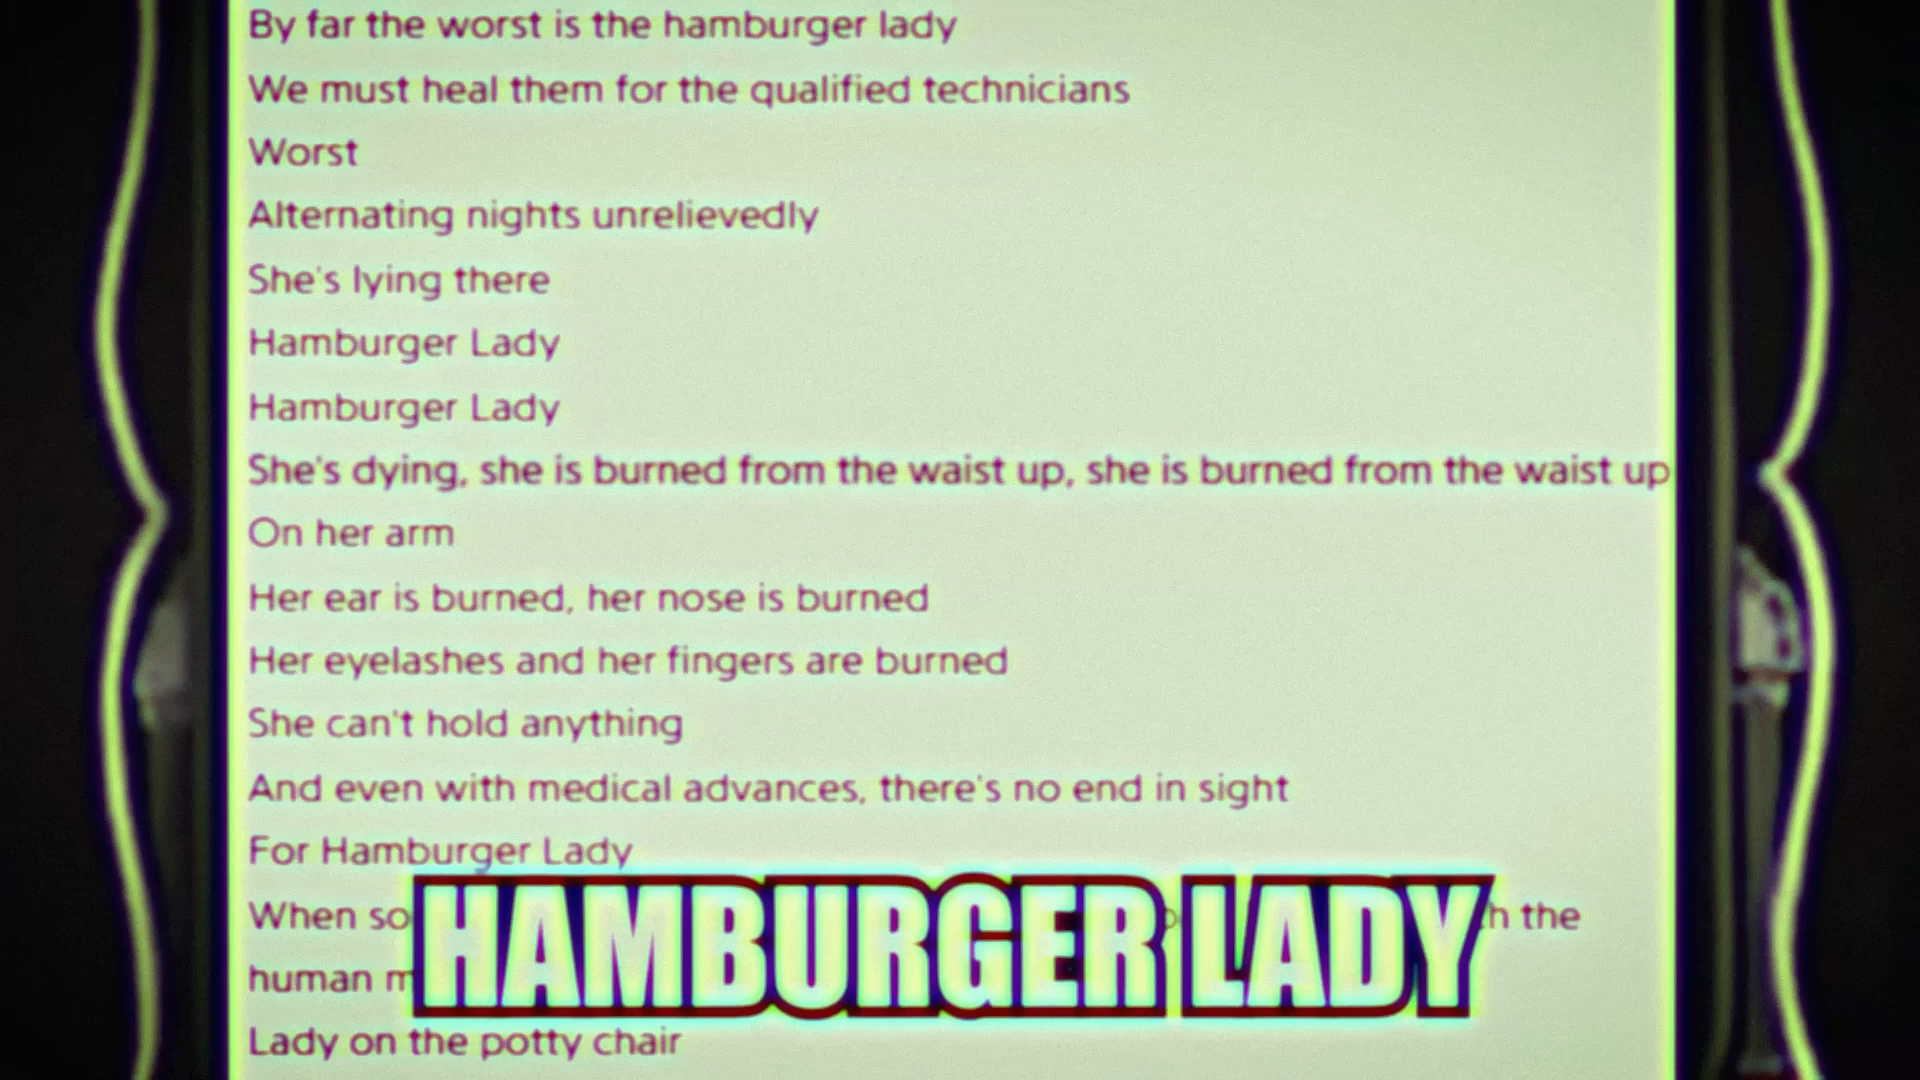 By far the worst is the hamburger lady
We must heal them for the qualified technicians
Worst
Alternating nights unrelievedly
She's lying there
Hamburger Lady
Hamburger Lady
She's dying, she is burned from the waist up, she is burned from the waist up
On her arm
Her ear is burned, her nose is burned
Her eyelashes and her fingers are burned
She can't hold anything
And even with medical advances, there's no end in sight
For Hamburger Lady
When the
human
HAMBURGER LADY
Lady on the potty chair